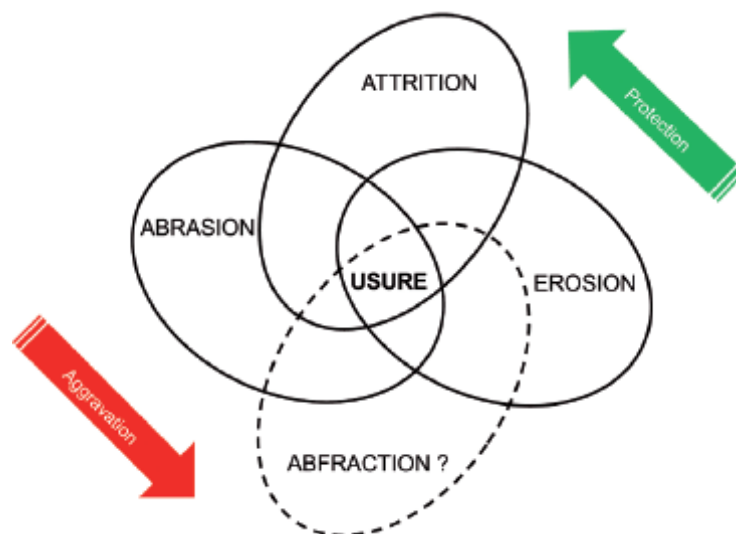 ATTRITION
Protection
ABRASION
USURE
EROSION
Aggravation
ABFRACTION ?